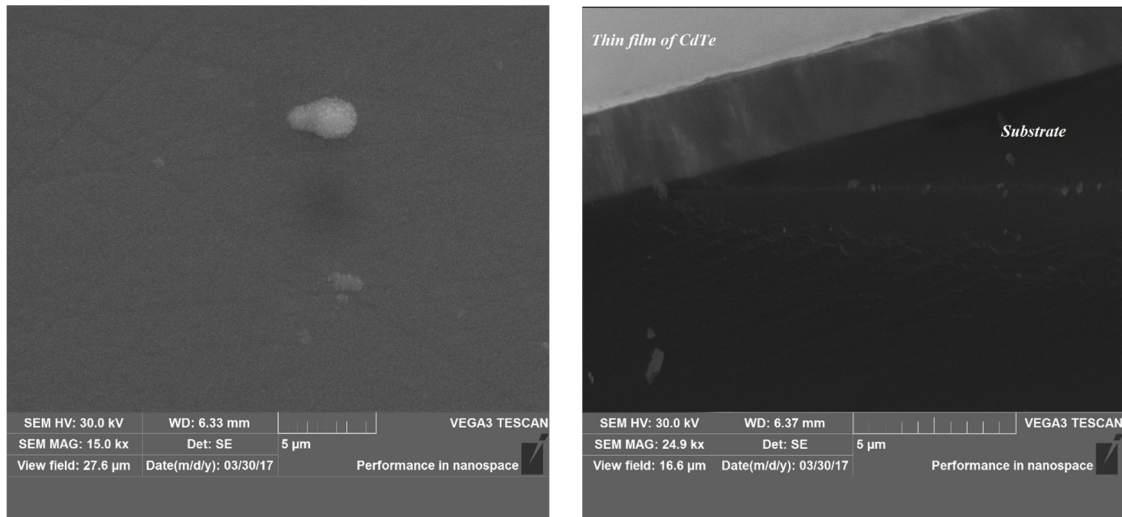 SEM HV: 30.0 kV WD: 6.33 mm VEGA3 TESCAN
SEM MAG: 15.0 kx Det: SE 5 μm
View field: 27.6 μm Date(m/d/y): 03/30/17 Performance in nanospace
Thin film of CdTe
Substrate
SEM HV: 30.0 kV WD: 6.37 mm VEGA3 TESCAN
SEM MAG: 24.9 kx Det: SE 5 μm
View field: 16.6 μm Date(m/d/y): 03/30/17 Performance in nanospace